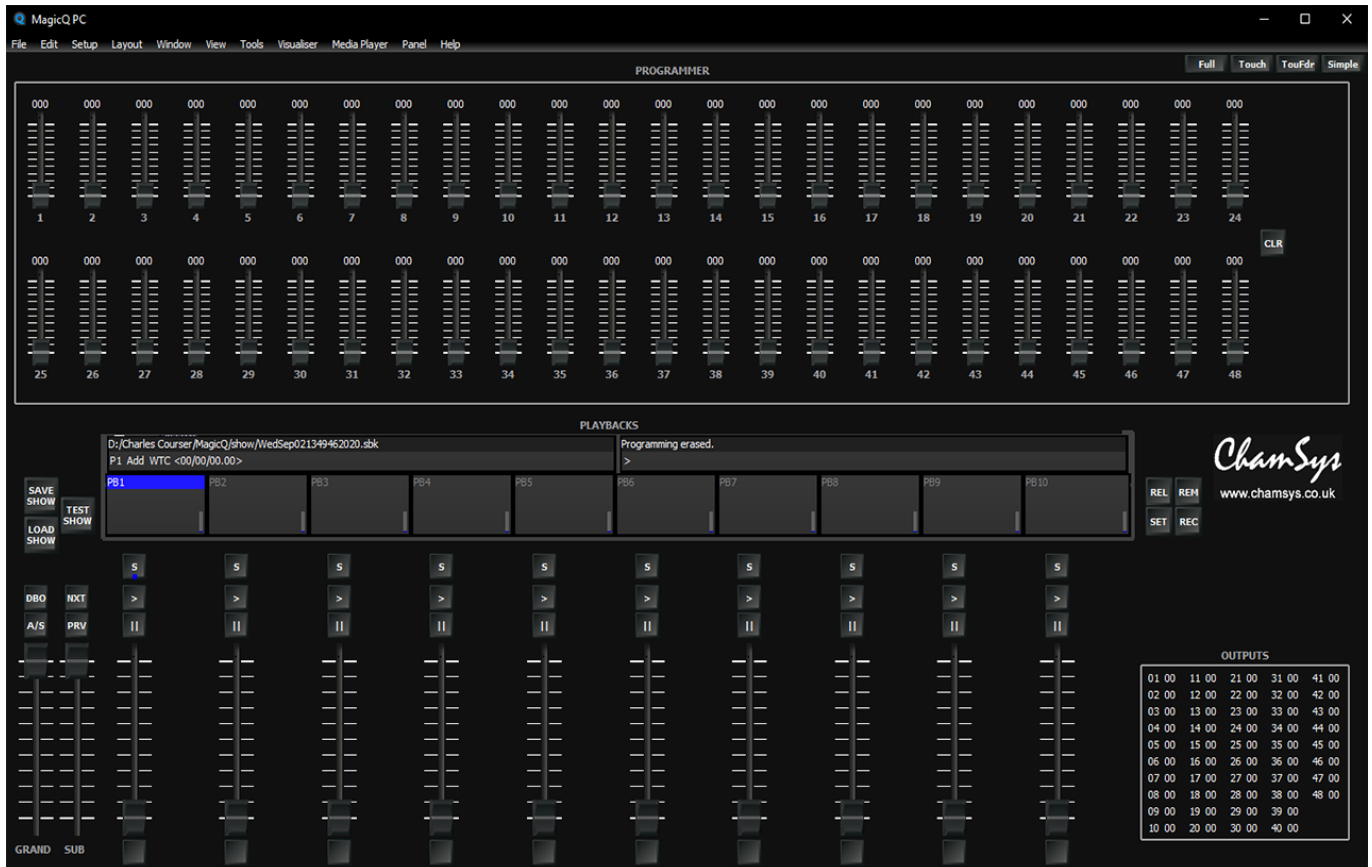 MagicQ PC
File Edit Setup Layout Window View Tools Visualiser Media Player Panel Help
PROGRAMMER
Full Touch TouFdr Simple
000 000 000 000 000 000 000 000 000 000 000 000 000 000 000 000 000 000 000 000 000 000 000 000
1 2 3 4 5 6 7 8 9 10 11 12 13 14 15 16 17 18 19 20 21 22 23 24
CLR
000 000 000 000 000 000 000 000 000 000 000 000 000 000 000 000 000 000 000 000 000 000 000 000
25 26 27 28 29 30 31 32 33 34 35 36 37 38 39 40 41 42 43 44 45 46 47 48
PLAYBACKS
D:/Charles Courser/MagicQ/show/WedSep021349462020.sbk
Programming erased.
P1 Add WTC <00/00/00.00>
>
SAVE SHOW
LOAD SHOW
TEST SHOW
PB1 PB2 PB3 PB4 PB5 PB6 PB7 PB8 PB9 PB10
REL REM
SET REC
ChamSys
www.chamsys.co.uk
S S S S S S S S S S
DBO NXT > > > > > > > > > >
A/S PRV II II II II II II II II II II
GRAND SUB
OUTPUTS
01 00 11 00 21 00 31 00 41 00
02 00 12 00 22 00 32 00 42 00
03 00 13 00 23 00 33 00 43 00
04 00 14 00 24 00 34 00 44 00
05 00 15 00 25 00 35 00 45 00
06 00 16 00 26 00 36 00 46 00
07 00 17 00 27 00 37 00 47 00
08 00 18 00 28 00 38 00 48 00
09 00 19 00 29 00 39 00
10 00 20 00 30 00 40 00